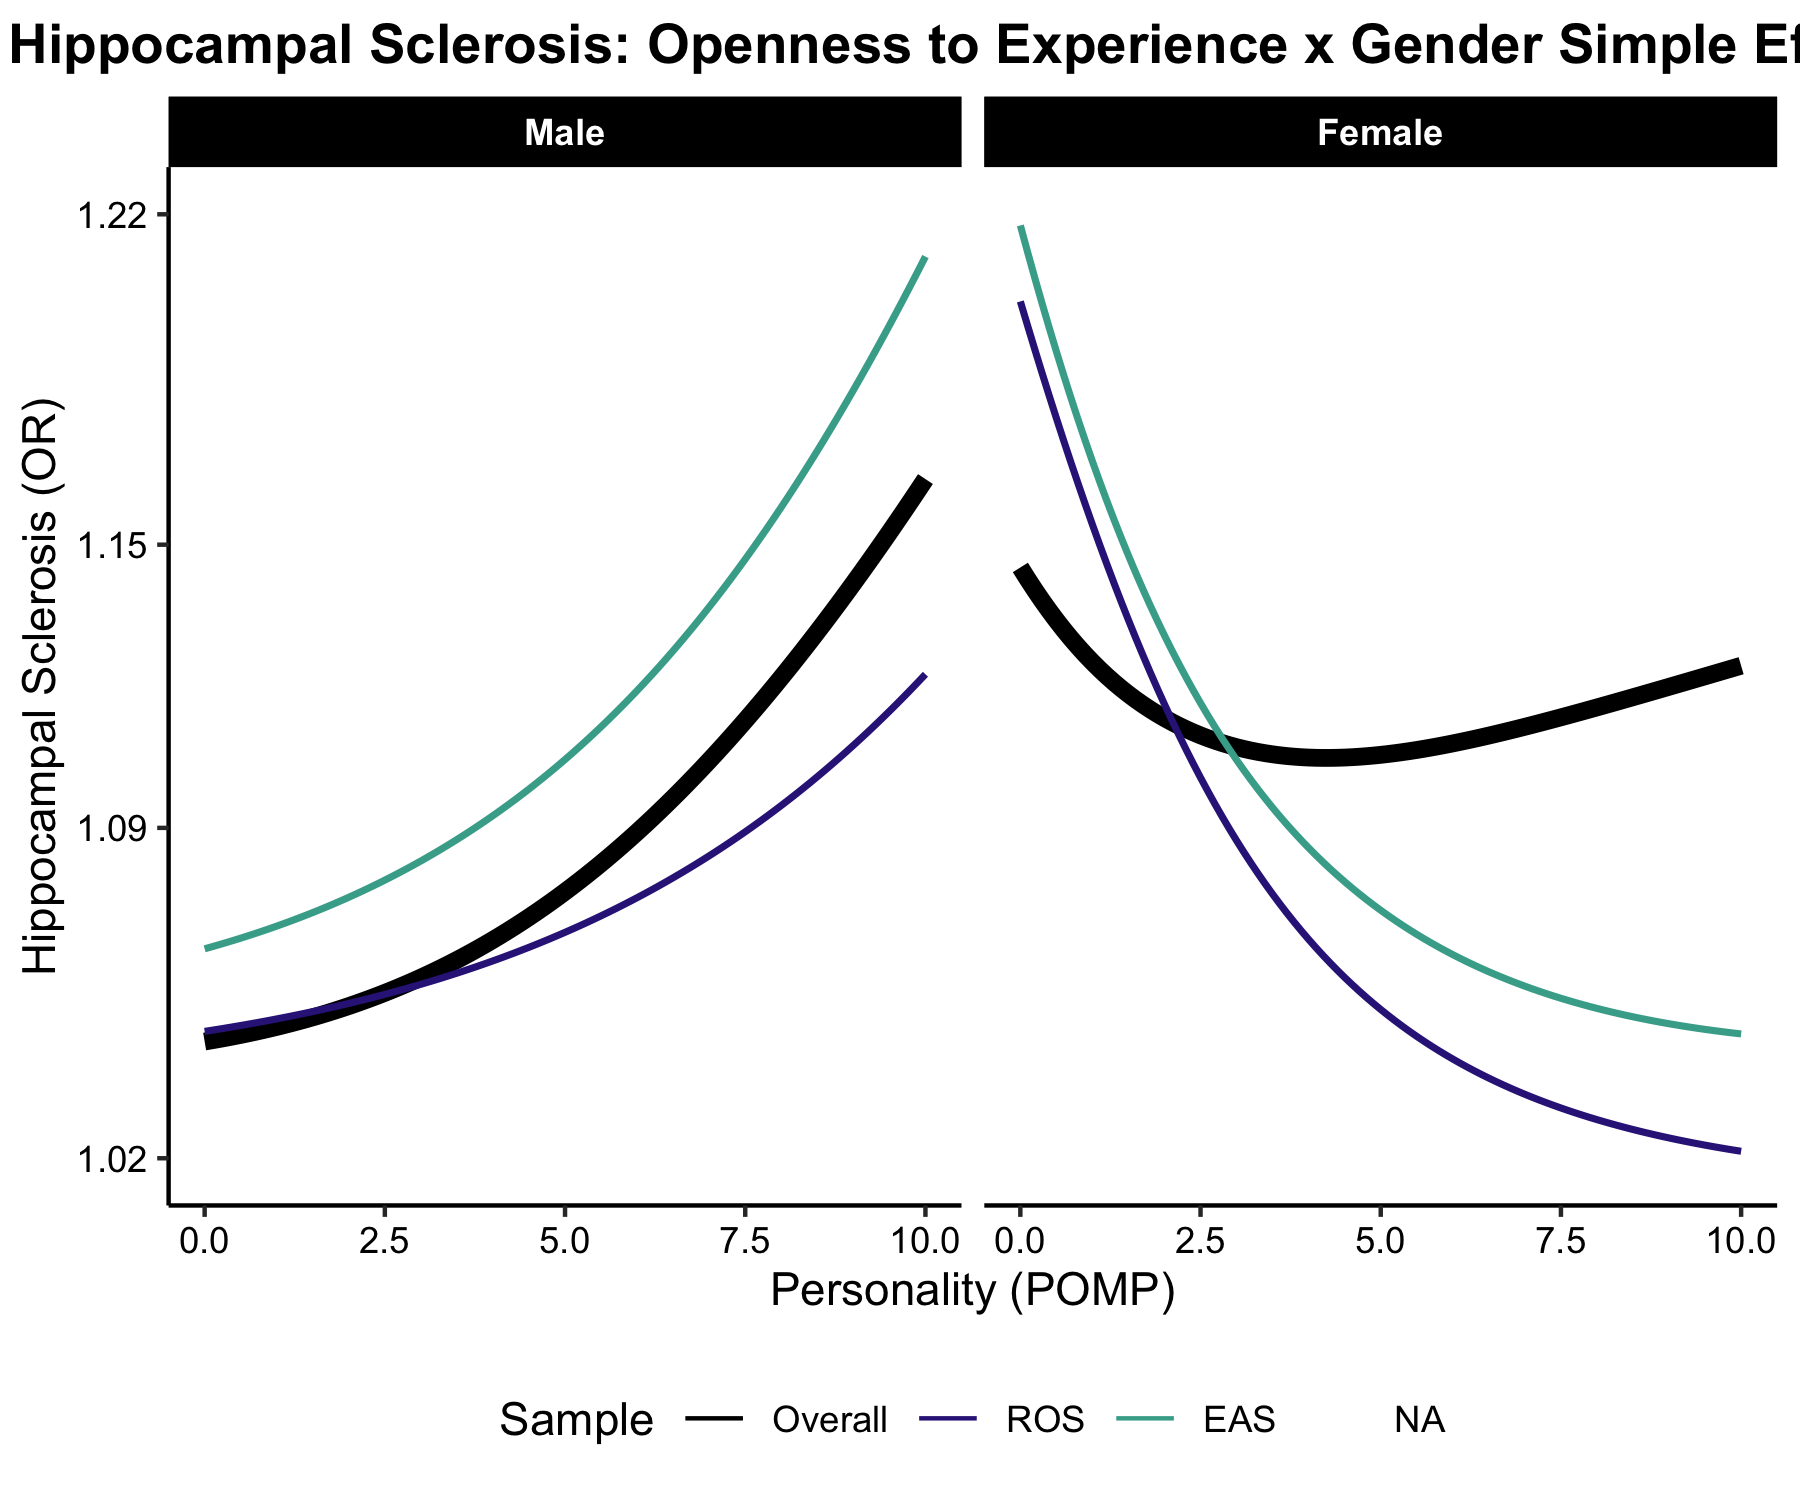 Hippocampal Sclerosis: Openness to Experience x Gender Simple Ef
Male Female
1.22
1.15
1.09
1.02
Hippocampal Sclerosis (OR)
0.0 2.5 5.0 7.5 10.0 0.0 2.5 5.0 7.5 10.0
Personality (POMP)
Sample Overall ROS EAS NA